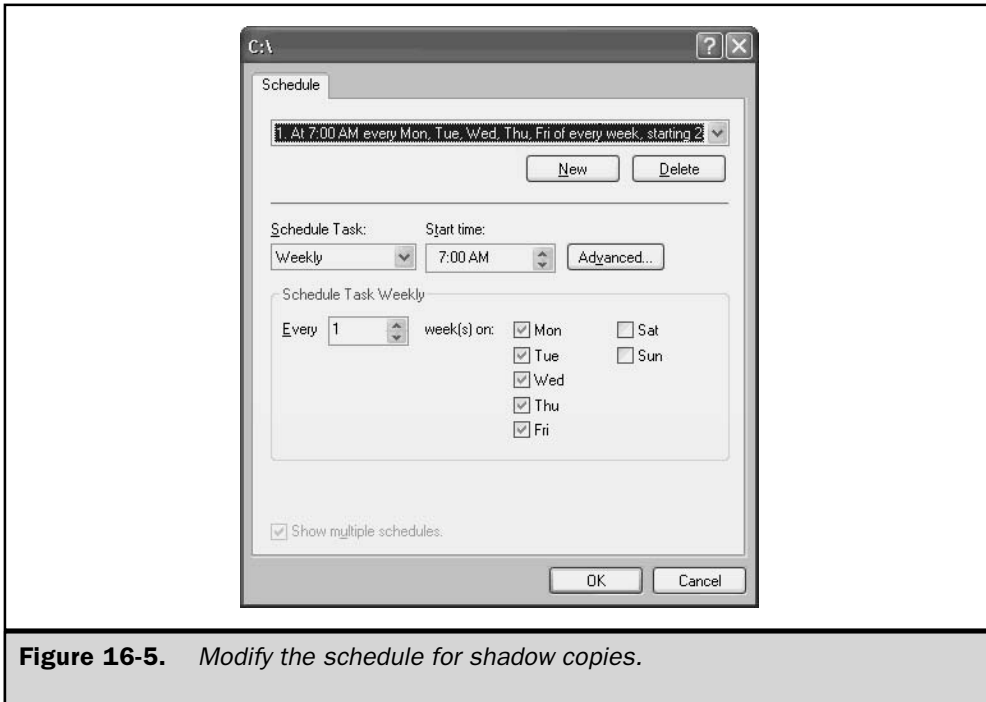 C:\
Schedule
1. At 7:00 AM every Mon, Tue, Wed, Thu, Fri of every week, starting 2
New Delete
Schedule Task: Start time:
Weekly 7:00 AM Advanced...
Schedule Task Weekly
Every 1 week(s) on: Mon Sat
Tue Sun
Wed
Thu
Fri
Show multiple schedules.
OK Cancel
Figure 16-5. Modify the schedule for shadow copies.